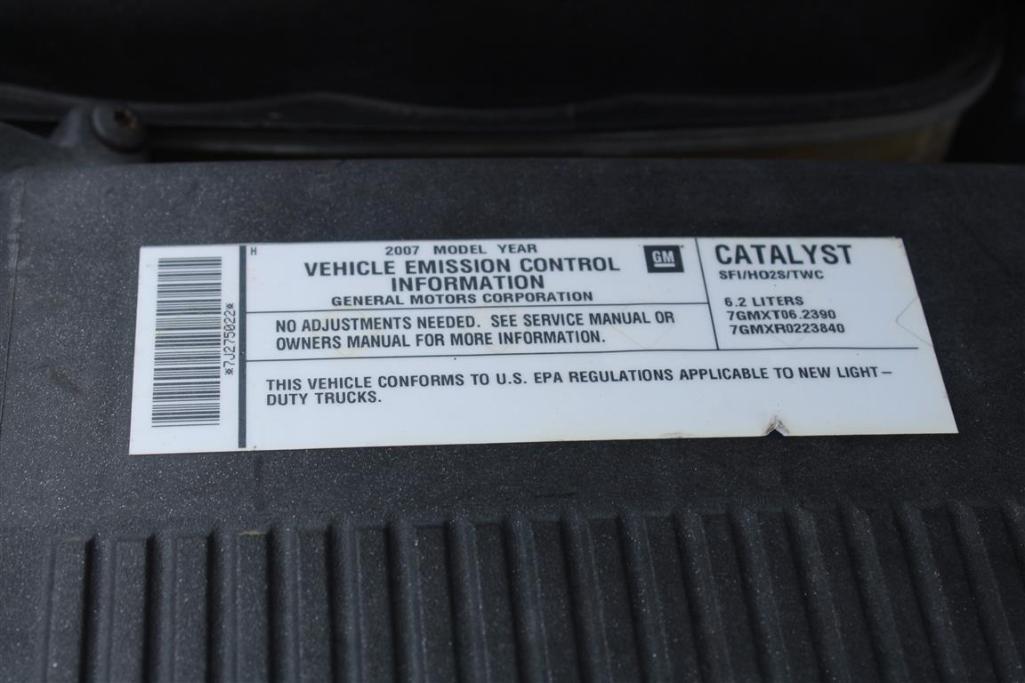 *7J275022*
H
2007 MODEL YEAR
VEHICLE EMISSION CONTROL
INFORMATION
GENERAL MOTORS CORPORATION
GM
CATALYST
SFI/HO2S/TWC
6.2 LITERS
7GMXT06.2390
7GMXR0223840
NO ADJUSTMENTS NEEDED. SEE SERVICE MANUAL OR
OWNERS MANUAL FOR MORE INFORMATION.
THIS VEHICLE CONFORMS TO U.S. EPA REGULATIONS APPLICABLE TO NEW LIGHT–
DUTY TRUCKS.